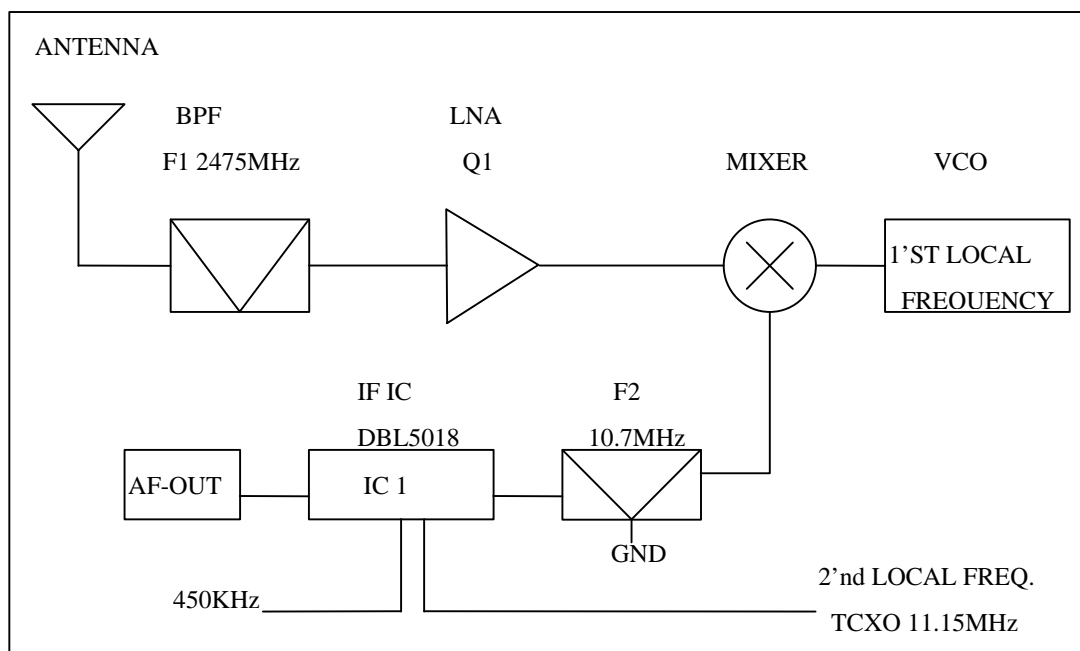 ANTENNA
BPF
F1 2475MHz
LNA
Q1
MIXER
VCO
1’ST LOCAL
FREOUENCY
IF IC
DBL5018
F2
10.7MHz
AF-OUT
IC 1
GND
450KHz
2’nd LOCAL FREQ.
TCXO 11.15MHz